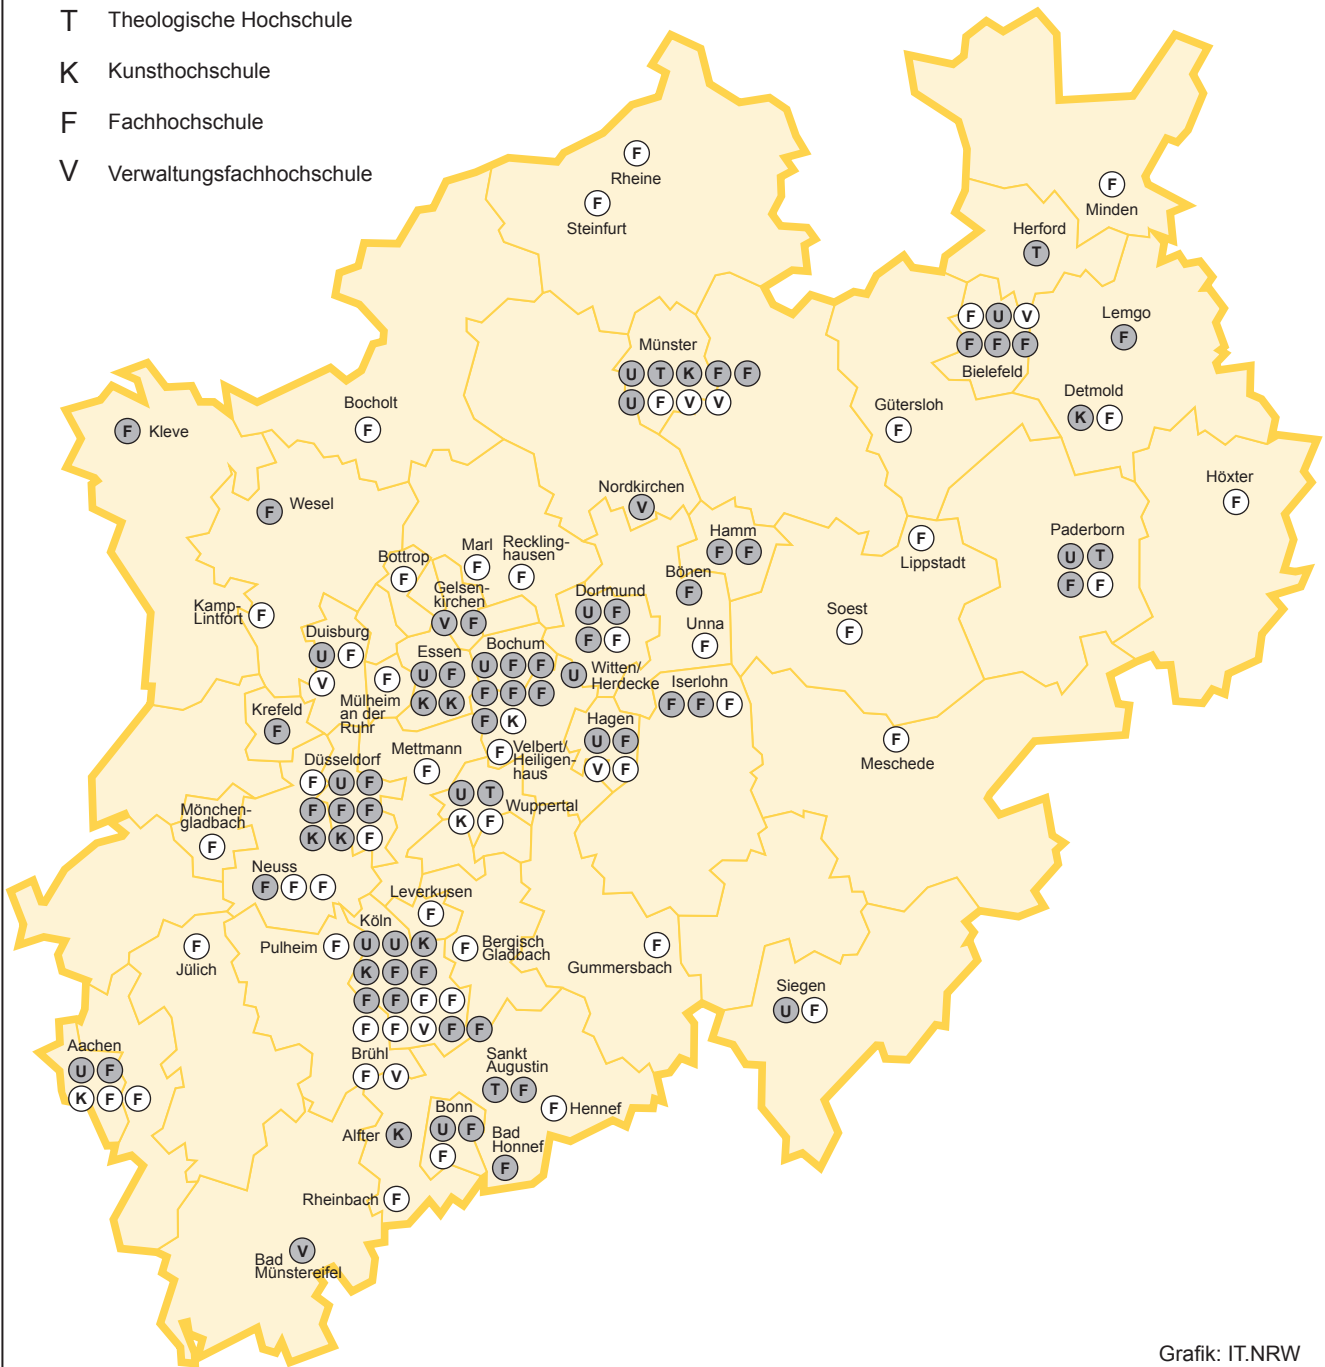 T Theologische Hochschule
K Kunsthochschule
F Fachhochschule
V Verwaltungsfachhochschule
F
Rheine
F
Steinfurt
F
Minden
Herford
T
F U V
F F F
Bielefeld
Lemgo
F
Detmold
K F
Münster
U T K F F
U F V V
Bocholt
F
F Kleve
Gütersloh
F
Höxter
F
F Wesel
Nordkirchen
V
Hamm
F F
F
Lippstadt
Paderborn
U T
F F
Bottrop
F
Marl
F
Reckling-
hausen
F
Gelsen-
kirchen
V F
Bönen
F
Dortmund
U F
F F
Unna
F
Soest
F
Kamp-
Lintfort F
Duisburg
U F
V
F
Mülheim
an der
Ruhr
Essen
U F
K K
Bochum
U F F
F F F
F K
U Witten/
Herdecke
Iserlohn
F F F
Krefeld
F
Hagen
U F
V F
F
Meschede
Mettmann
F
F Velbert/
Heiligen-
haus
Düsseldorf
F U F
F F F
K K F
U T
K F
Wuppertal
Mönchen-
gladbach
F
Neuss
F F F
Leverkusen
F
Köln
U U K
K F F
F F F F
F F V F F
Pulheim F
F Bergisch
Gladbach
F
Jülich
F
Gummersbach
Siegen
U F
Aachen
U F
K F F
Brühl
F V
Sankt
Augustin
T F
F Hennef
Alfter K
Bonn
U F
F
Bad
Honnef
F
Rheinbach F
V
Bad
Münstereifel
Grafik: IT.NRW